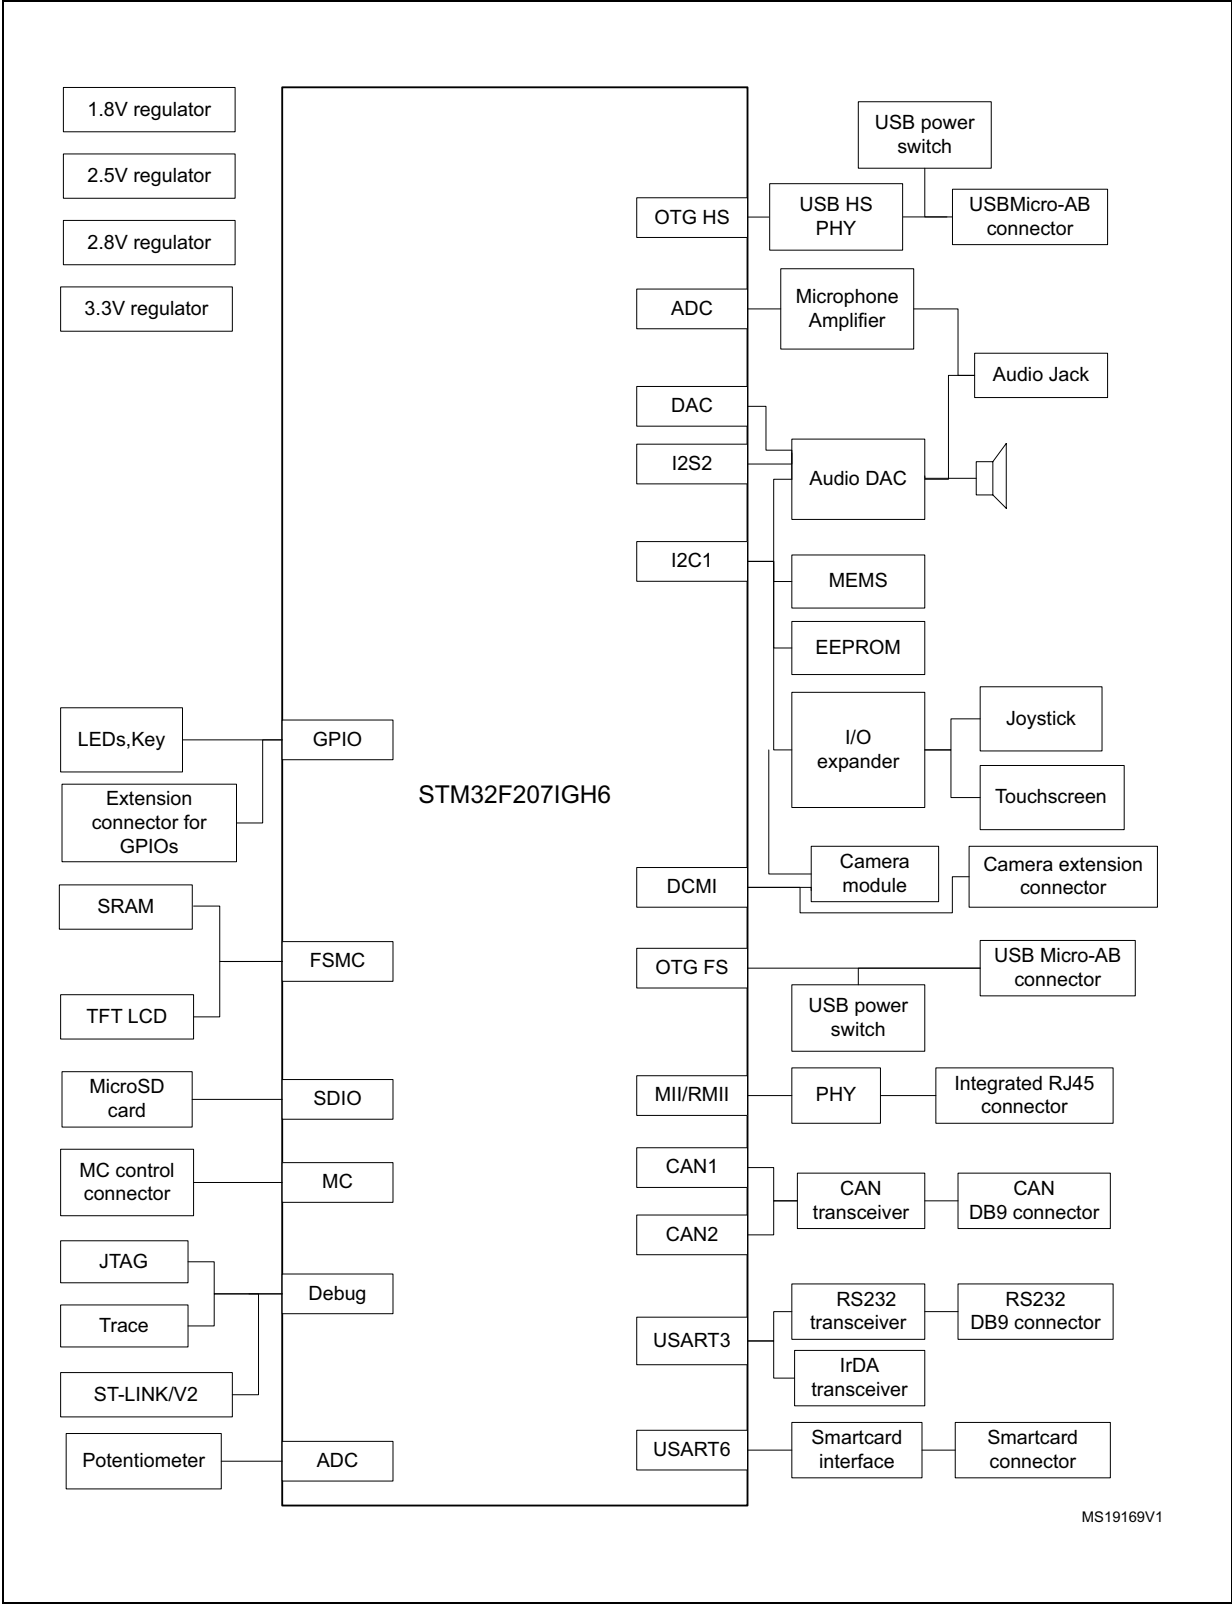 1.8V regulator
2.5V regulator
2.8V regulator
3.3V regulator
LEDs,Key
Extension
connector for
GPIOs
SRAM
TFT LCD
MicroSD
card
MC control
connector
JTAG
Trace
ST-LINK/V2
Potentiometer
GPIO
FSMC
SDIO
MC
Debug
ADC
STM32F207IGH6
OTG HS
ADC
DAC
I2S2
I2C1
DCMI
OTG FS
MII/RMII
CAN1
CAN2
USART3
USART6
USB power
switch
USB HS
PHY
USBMicro-AB
connector
Microphone
Amplifier
Audio Jack
Audio DAC
MEMS
EEPROM
I/O
expander
Joystick
Touchscreen
Camera
module
Camera extension
connector
USB Micro-AB
connector
USB power
switch
PHY
Integrated RJ45
connector
CAN
transceiver
CAN
DB9 connector
RS232
transceiver
RS232
DB9 connector
IrDA
transceiver
Smartcard
interface
Smartcard
connector
MS19169V1